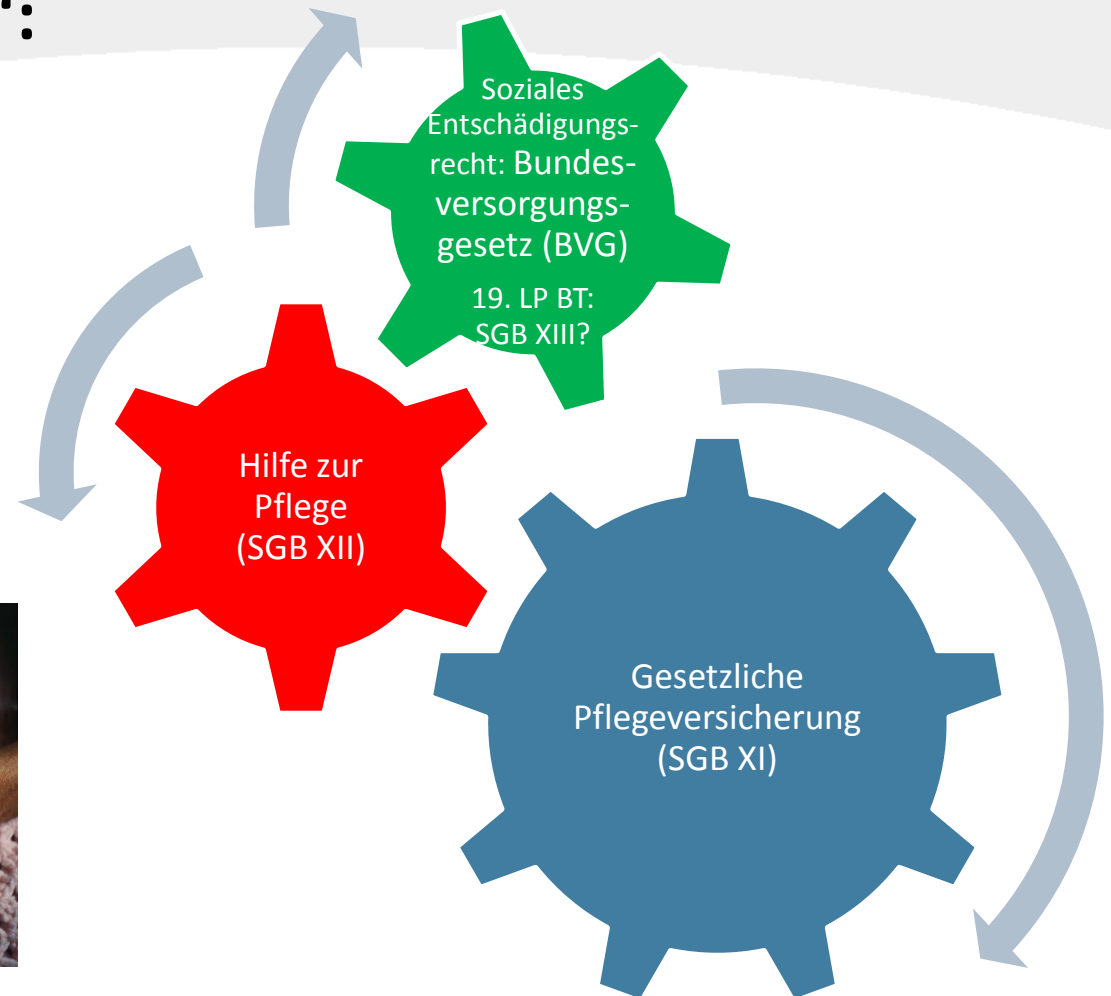 :
Soziales
Entschädigungs-
recht: Bundes-
versorgungs-
gesetz (BVG)
19. LP BT:
SGB XIII?
Hilfe zur
Pflege
(SGB XII)
Gesetzliche
Pflegeversicherung
(SGB XI)